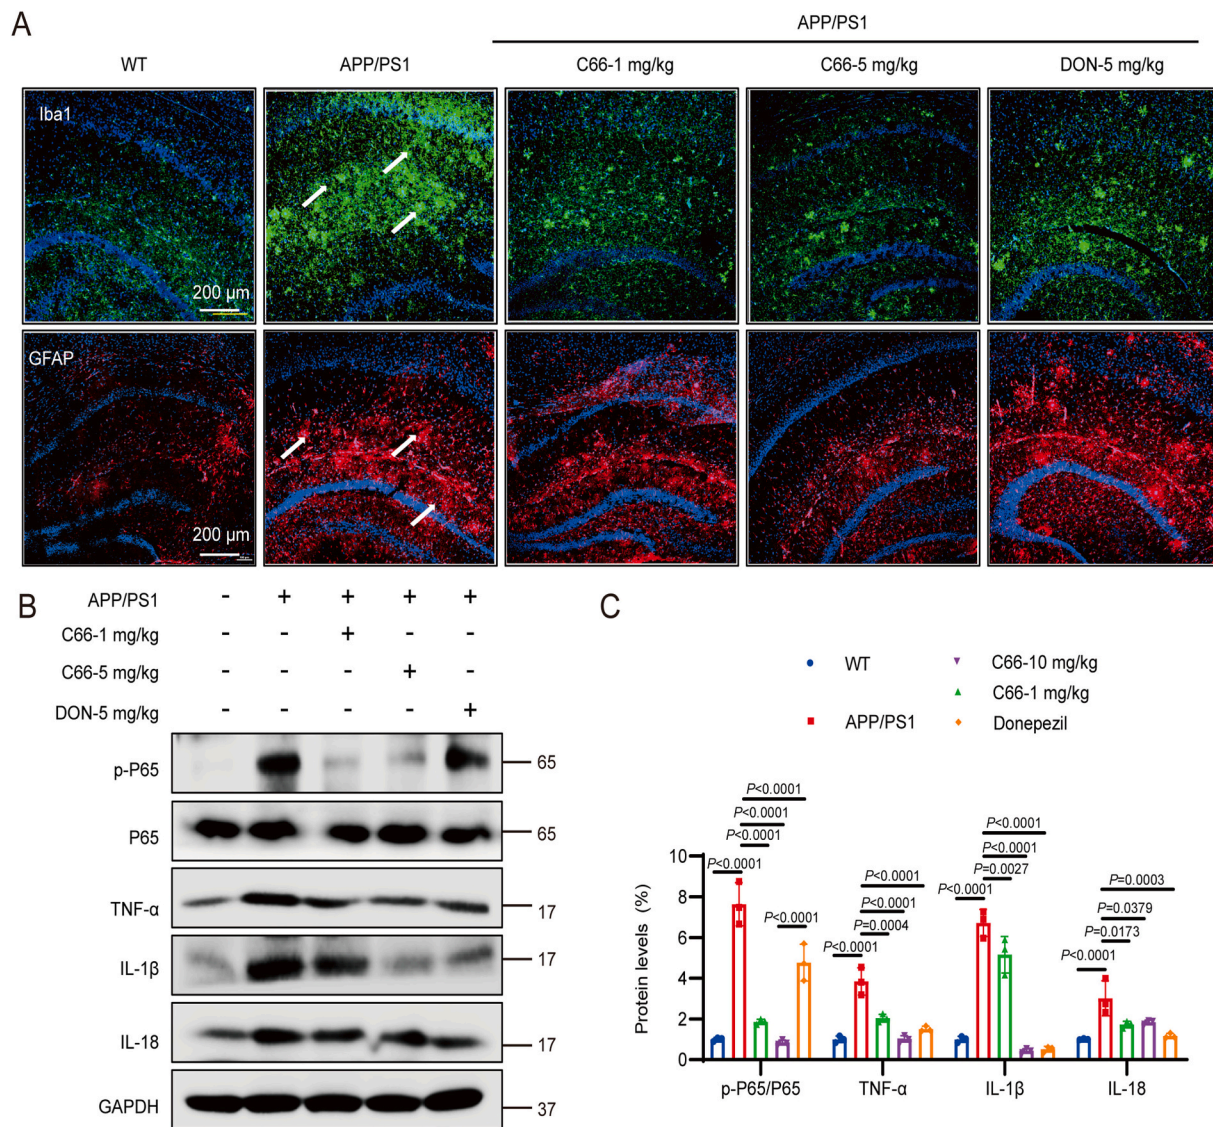 A
APP/PS1
WT APP/PS1 C66-1 mg/kg C66-5 mg/kg DON-5 mg/kg
Iba1
200 µm
GFAP
200 µm
B
APP/PS1 - + + + +
C66-1 mg/kg - - + - -
C66-5 mg/kg - - - + -
DON-5 mg/kg - - - - +
p-P65 65
P65 65
TNF-α 17
IL-1β 17
IL-18 17
GAPDH 37
C
WT C66-10 mg/kg
C66-1 mg/kg
APP/PS1 Donepezil
Protein levels (%)
10
8
6
4
2
0
P<0.0001
P<0.0001
P<0.0001
P<0.0001
P<0.0001
P<0.0001
P<0.0001
P=0.0004
P<0.0001
P<0.0001
P<0.0001
P=0.0027
P<0.0001
P=0.0003
P=0.0379
P=0.0173
P<0.0001
p-P65/P65 TNF-α IL-1β IL-18